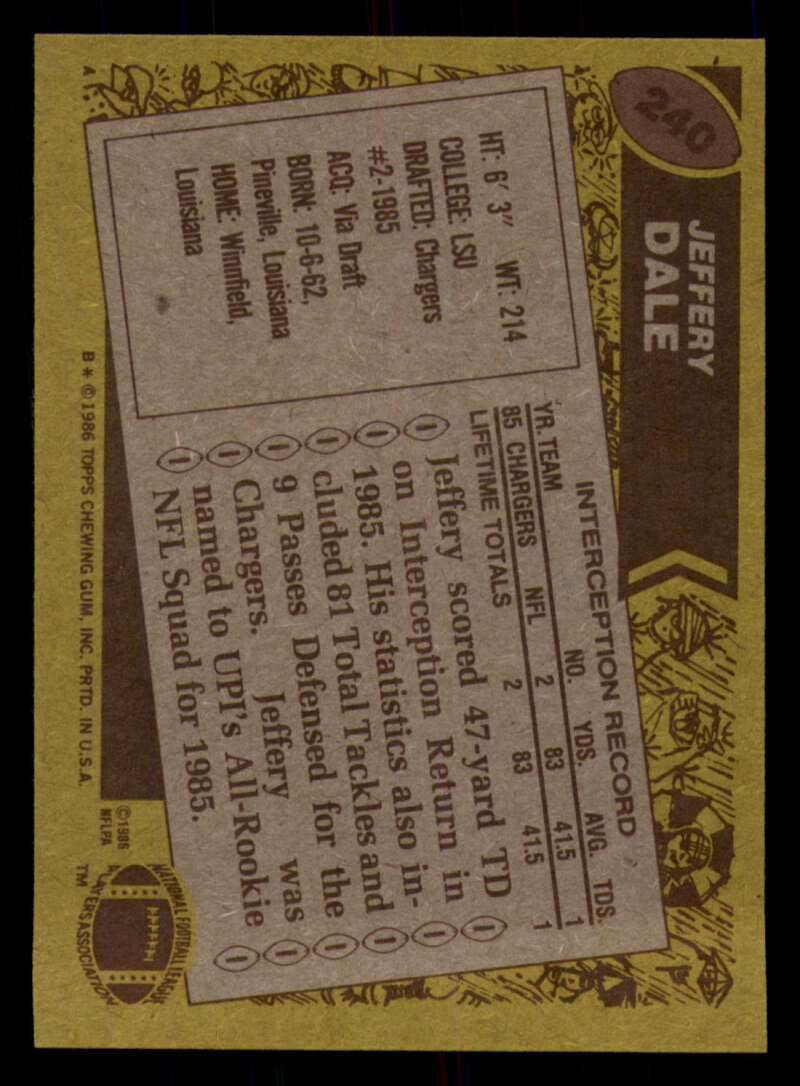 240
JEFFERY
DALE
HT: 6' 3" WT: 214
COLLEGE: LSU
DRAFTED: Chargers
#2-1985
ACQ: Via Draft
BORN: 10-6-62,
Pineville, Louisiana
HOME: Winnfield,
Louisiana
INTERCEPTION RECORD
YR. TEAM NFL NO. YDS. AVG. TDS.
85 CHARGERS 2 83 41.5 1
LIFETIME TOTALS 2 83 41.5 1
Jeffery scored 47-yard TD
on Interception Return in
1985. His statistics also in-
cluded 81 Total Tackles and
9 Passes Defensed for the
Chargers. Jeffery was
named to UPI's All-Rookie
NFL Squad for 1985.
B * © 1986 TOPPS CHEWING GUM, INC. PRTD. IN U.S.A.
© 1986
NFLPA
NATIONAL FOOTBALL LEAGUE
PLAYERS ASSOCIATION
TM